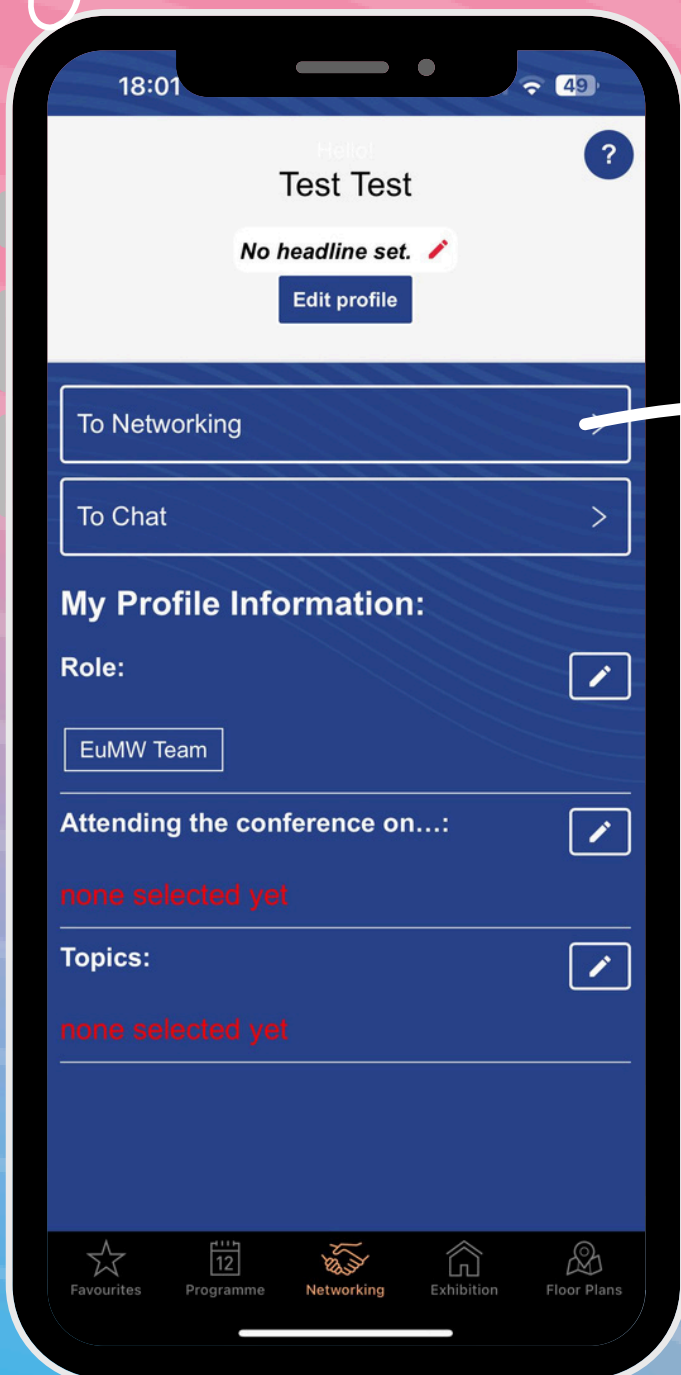 18:01
49
Hello!
Test Test
?
No headline set.
Edit profile
To Networking
To Chat
My Profile Information:
Role:
EuMW Team
Attending the conference on...:
none selected yet
Topics:
none selected yet
12
Favourites Programme Networking Exhibition Floor Plans